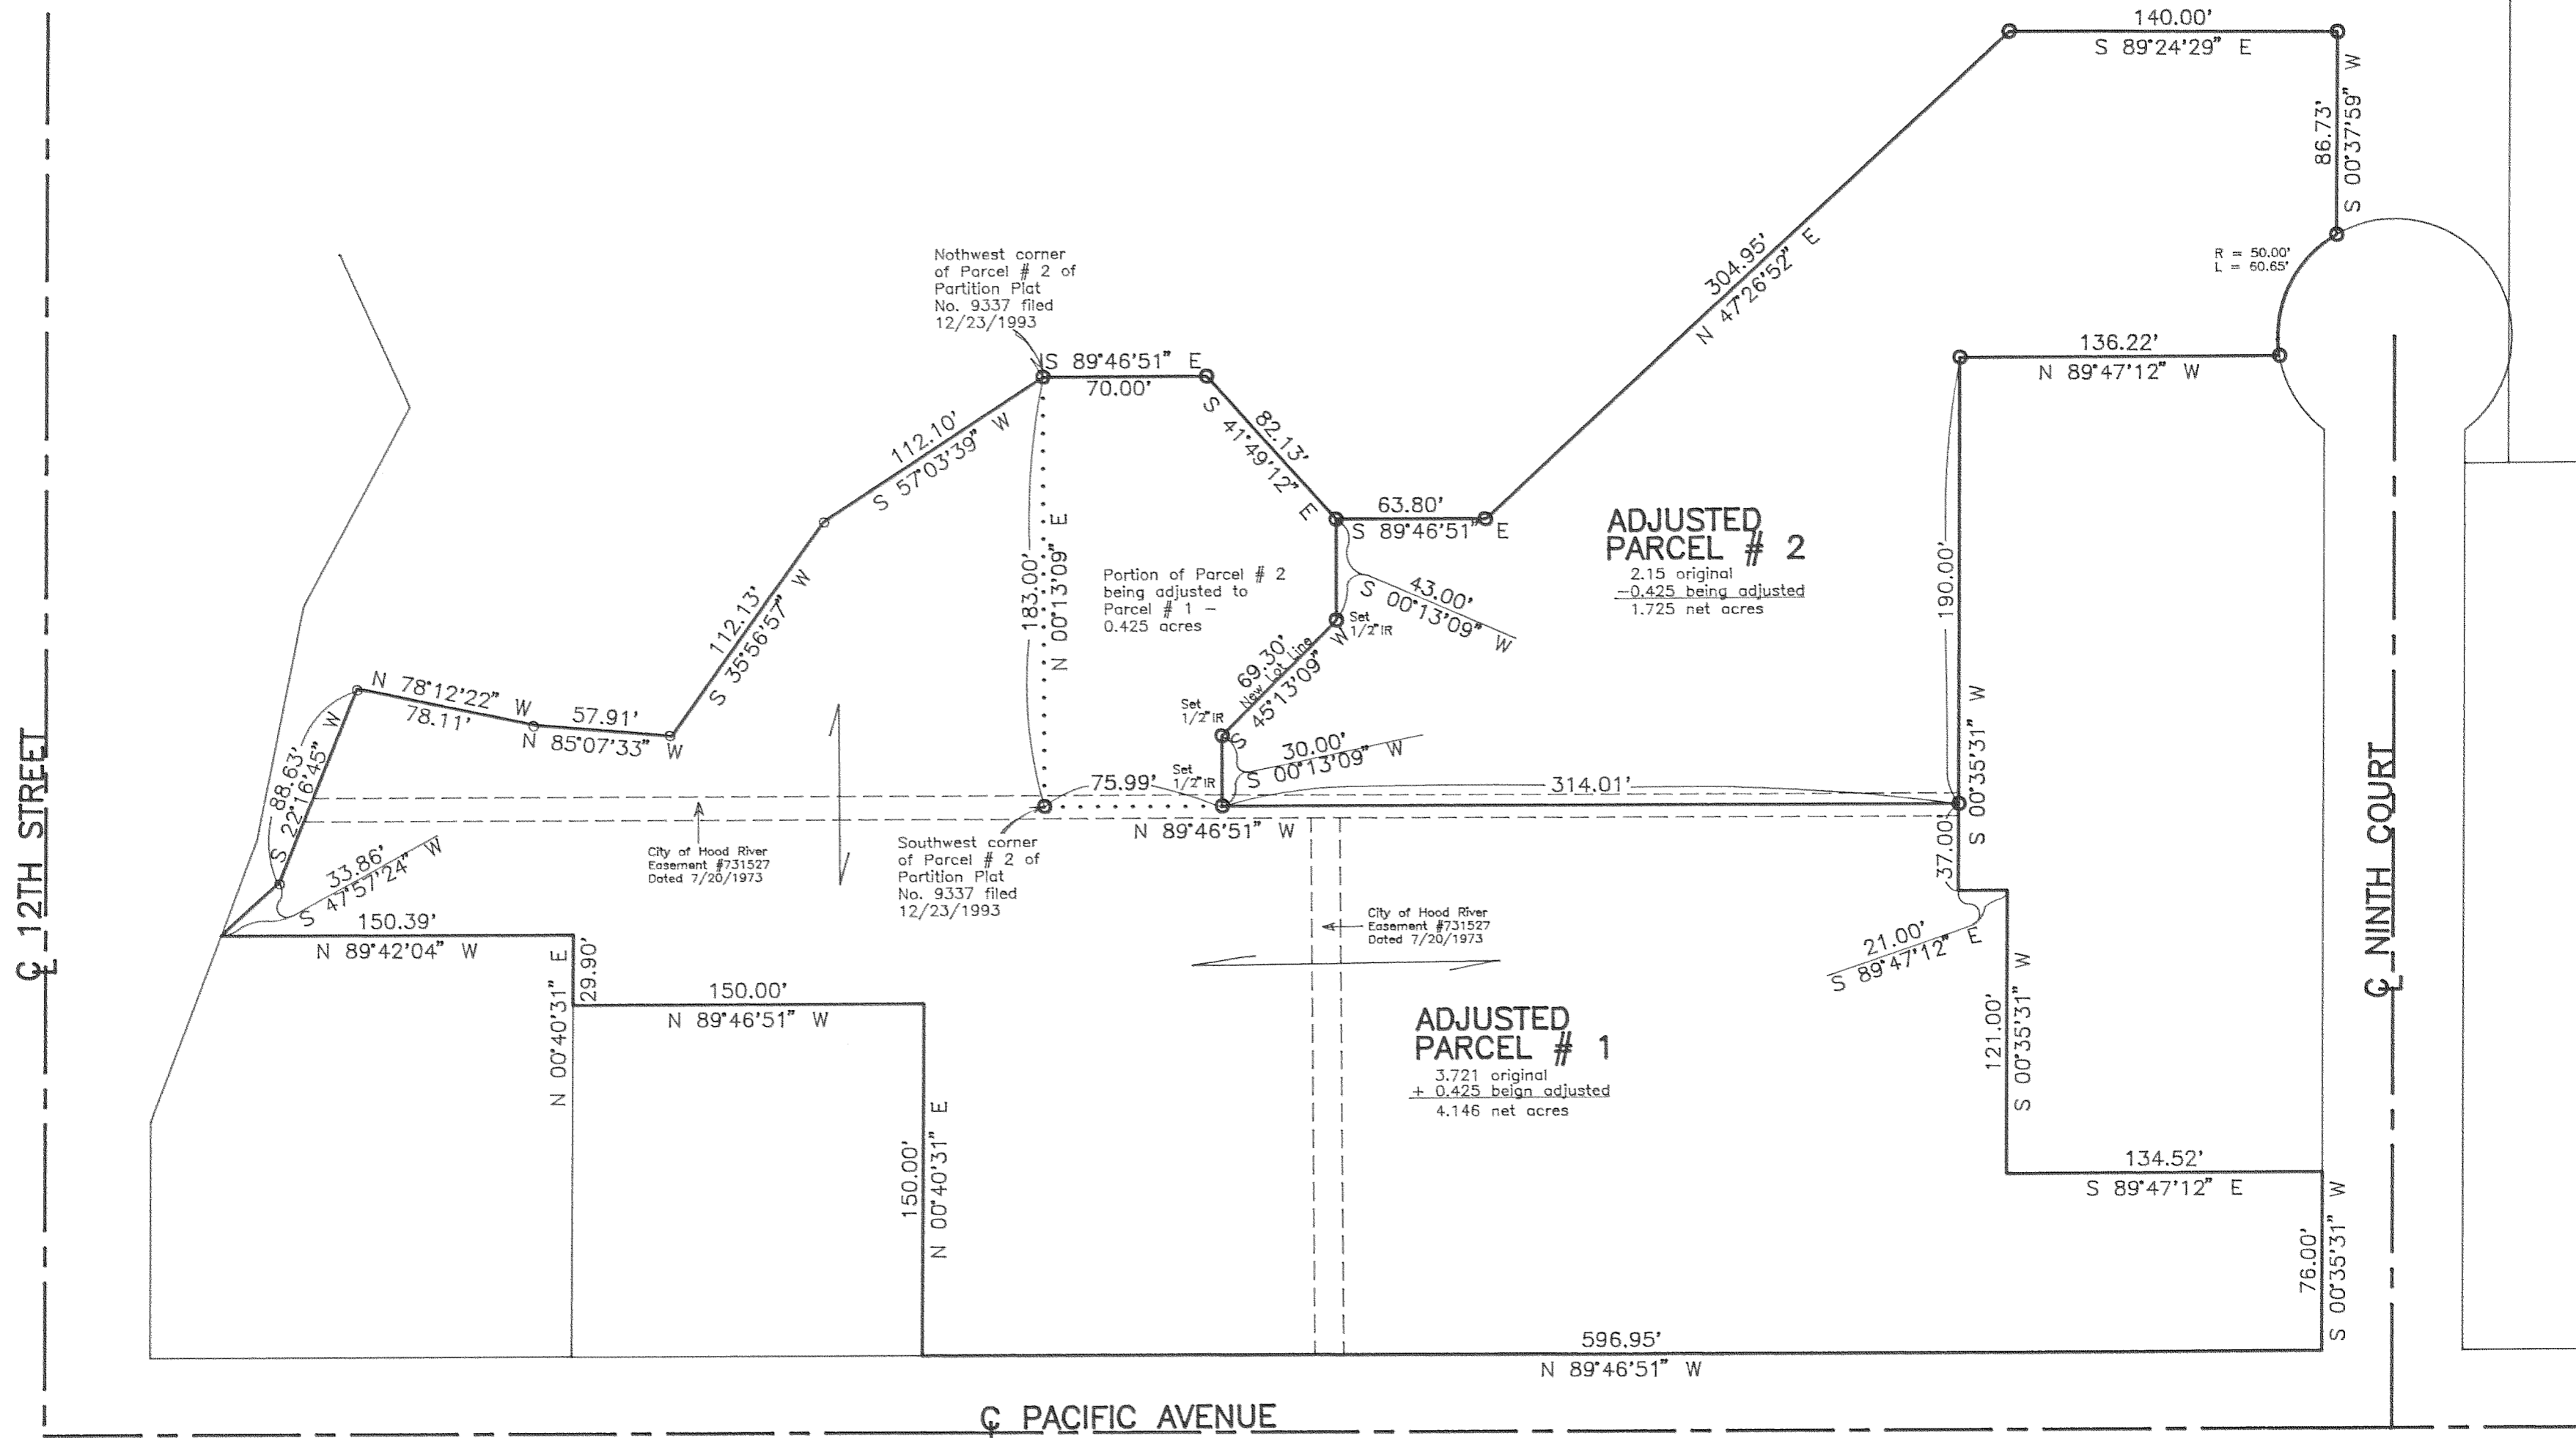 140.00'
S 89°24'29" E
86.73'
S 00°37'59" W
R = 50.00'
L = 60.65'
304.95'
N 47°26'52" E
Nothwest corner
of Parcel # 2 of
Partition Plat
No. 9337 filed
12/23/1993
S 89°46'51" E
70.00'
112.10'
S 57°03'39" W
82.13'
S 41°49'12" E
136.22'
N 89°47'12" W
63.80'
S 89°46'51" E
ADJUSTED
PARCEL # 2
2.15 original
-0.425 being adjusted
1.725 net acres
183.00'
N 00°13'09" E
Portion of Parcel # 2
being adjusted to
Parcel # 1 -
0.425 acres
43.00'
S 00°13'09" W
Set
1/2" IR
112.13'
S 35°56'57" W
190.00'
69.30'
New Lot Line
S 45°13'09" W
N 78°12'22" W
78.11'
57.91'
N 85°07'33" W
Set
1/2" IR
30.00'
S 00°13'09" W
S 00°35'31" W
88.63'
S 22°16'45" W
75.99'
Set
1/2" IR
314.01'
N 89°46'51" W
℄ 12TH STREET
℄ NINTH COURT
City of Hood River
Easement #731527
Dated 7/20/1973
Southwest corner
of Parcel # 2 of
Partition Plat
No. 9337 filed
12/23/1993
37.00'
33.86'
S 47°57'24" W
150.39'
N 89°42'04" W
City of Hood River
Easement #731527
Dated 7/20/1973
21.00'
S 89°47'12" E
29.90'
N 00°40'31" E
150.00'
N 89°46'51" W
ADJUSTED
PARCEL # 1
3.721 original
+ 0.425 beign adjusted
4.146 net acres
121.00'
S 00°35'31" W
150.00'
N 00°40'31" E
134.52'
S 89°47'12" E
76.00'
S 00°35'31" W
596.95'
N 89°46'51" W
℄ PACIFIC AVENUE